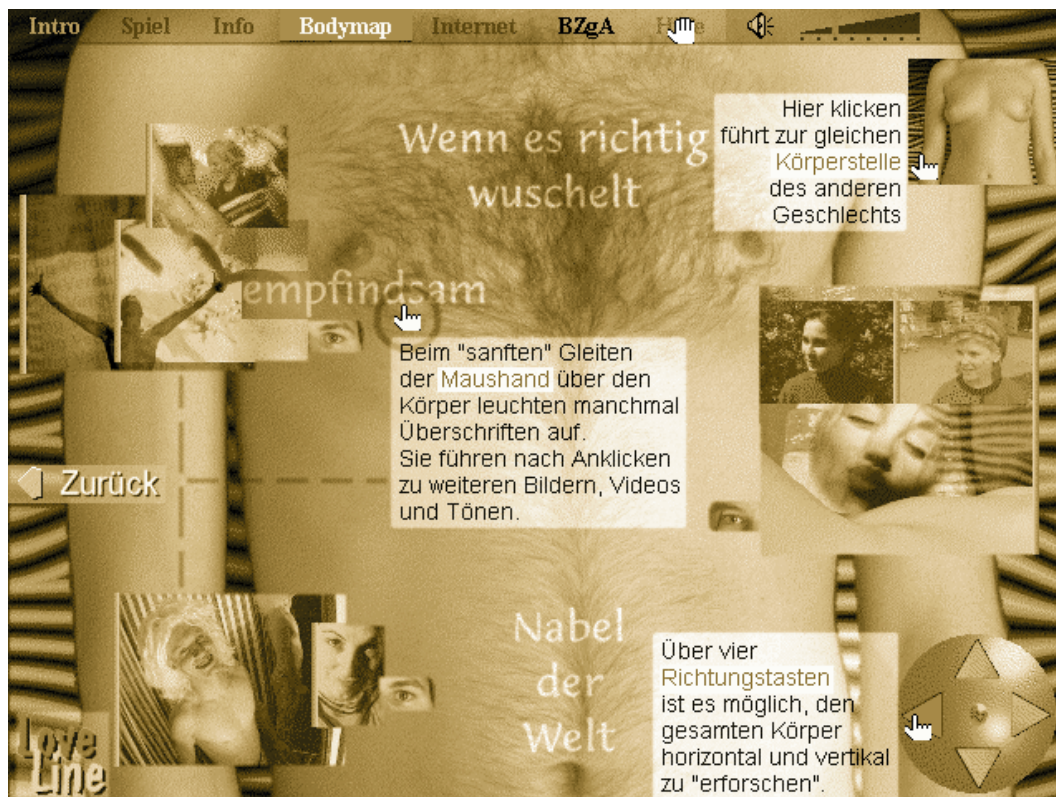 Intro Spiel Info Bodymap Internet BZgA
Wenn es richtig
wuschelt
Hier klicken
führt zur gleichen
Körperstelle
des anderen
Geschlechts
empfindsam
Beim "sanften" Gleiten
der Maushand über den
Körper leuchten manchmal
Überschriften auf.
Sie führen nach Anklicken
zu weiteren Bildern, Videos
und Tönen.
Zurück
Nabel
der
Welt
Über vier
Richtungstasten
ist es möglich, den
gesamten Körper
horizontal und vertikal
zu "erforschen".
Love
Line